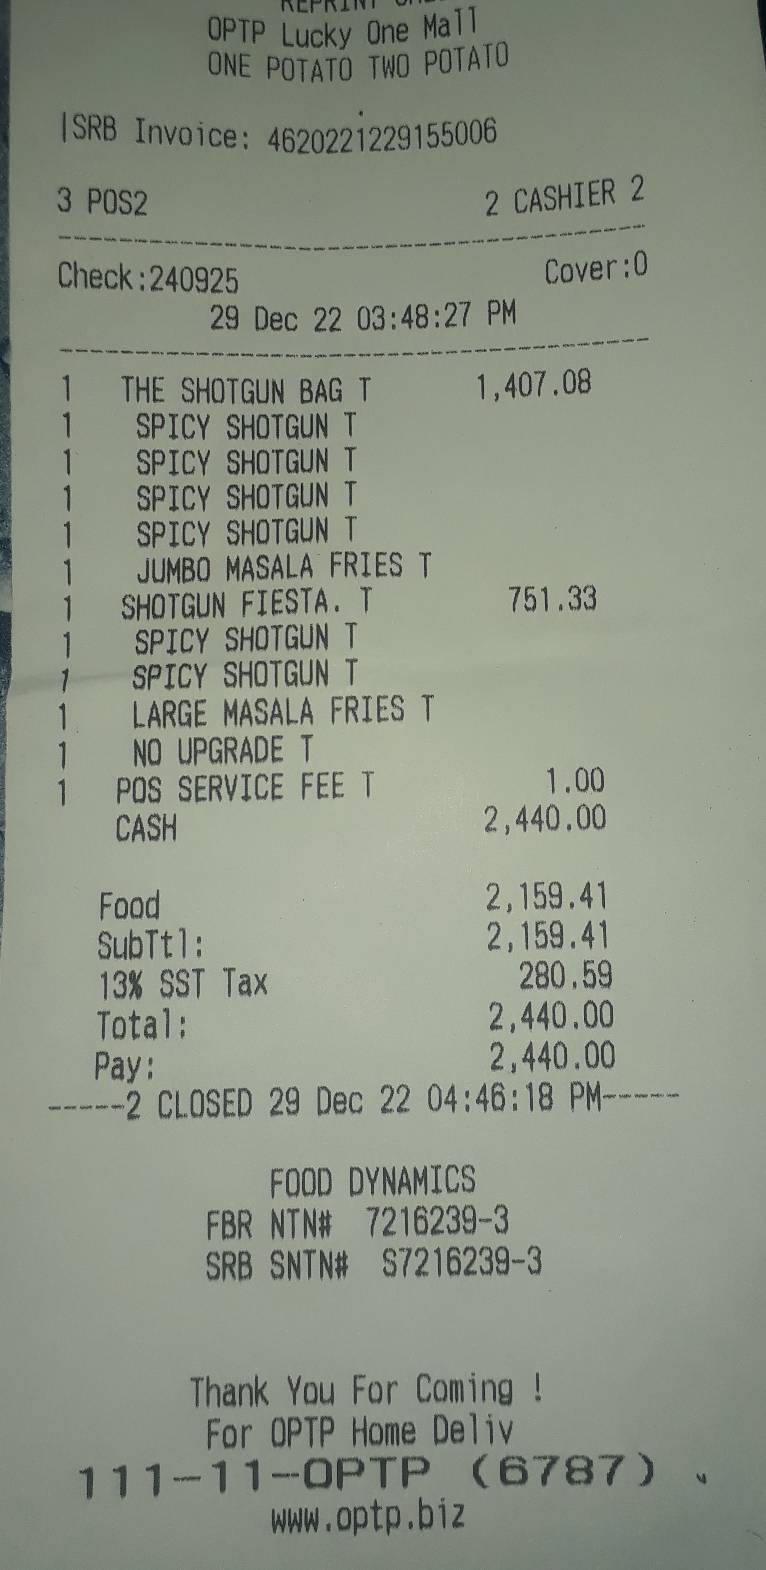 REPRINT
OPTP Lucky One Mall
ONE POTATO TWO POTATO
|SRB Invoice: 4620221229155006
3 POS2 2 CASHIER 2
Check:240925 Cover:0
29 Dec 22 03:48:27 PM
1 THE SHOTGUN BAG T 1,407.08
1 SPICY SHOTGUN T
1 SPICY SHOTGUN T
1 SPICY SHOTGUN T
1 SPICY SHOTGUN T
1 JUMBO MASALA FRIES T
1 SHOTGUN FIESTA. T 751.33
1 SPICY SHOTGUN T
1 SPICY SHOTGUN T
1 LARGE MASALA FRIES T
1 NO UPGRADE T
1 POS SERVICE FEE T 1.00
CASH 2,440.00
Food 2,159.41
SubTtl: 2,159.41
13% SST Tax 280.59
Total: 2,440.00
Pay: 2,440.00
-----2 CLOSED 29 Dec 22 04:46:18 PM-----
FOOD DYNAMICS
FBR NTN# 7216239-3
SRB SNTN# S7216239-3
Thank You For Coming !
For OPTP Home Deliv
111-11-OPTP (6787)
www.optp.biz